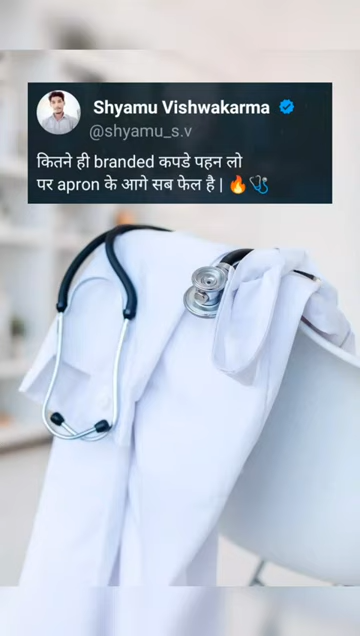 Shyamu Vishwakarma
@shyamu_s.v
कितने ही branded कपडे पहन लो
पर apron के आगे सब फेल है | 🔥🩺